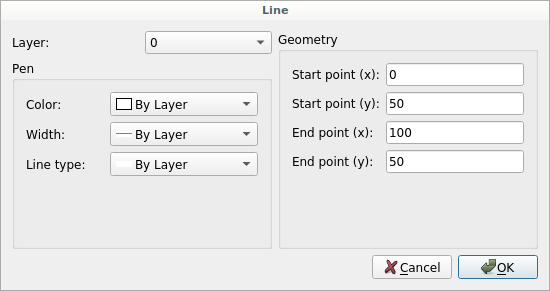 Line
Layer: 0
Pen
Color: By Layer
Width: By Layer
Line type: By Layer
Geometry
Start point (x): 0
Start point (y): 50
End point (x): 100
End point (y): 50
Cancel OK